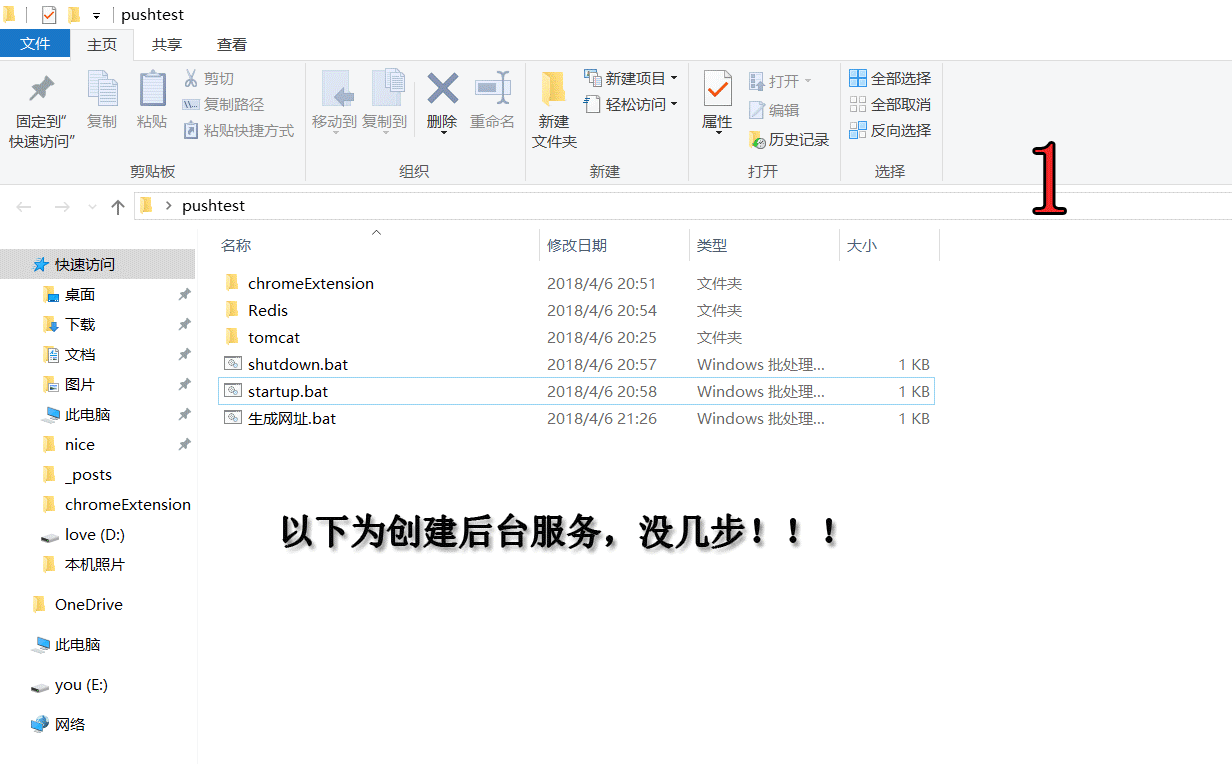 pushtest
文件 主页 共享 查看
固定到"快速访问"
复制
粘贴
剪切
复制路径
粘贴快捷方式
剪贴板
移动到
复制到
删除
重命名
组织
新建文件夹
新建项目
轻松访问
新建
属性
打开
编辑
历史记录
打开
全部选择
全部取消
反向选择
选择
1
pushtest
名称 修改日期 类型 大小
chromeExtension 2018/4/6 20:51 文件夹
Redis 2018/4/6 20:54 文件夹
tomcat 2018/4/6 20:25 文件夹
shutdown.bat 2018/4/6 20:57 Windows 批处理... 1 KB
startup.bat 2018/4/6 20:58 Windows 批处理... 1 KB
生成网址.bat 2018/4/6 21:26 Windows 批处理... 1 KB
快速访问
桌面
下载
文档
图片
此电脑
nice
_posts
chromeExtension
love (D:)
本机照片
OneDrive
此电脑
you (E:)
网络
以下为创建后台服务，没几步！！！